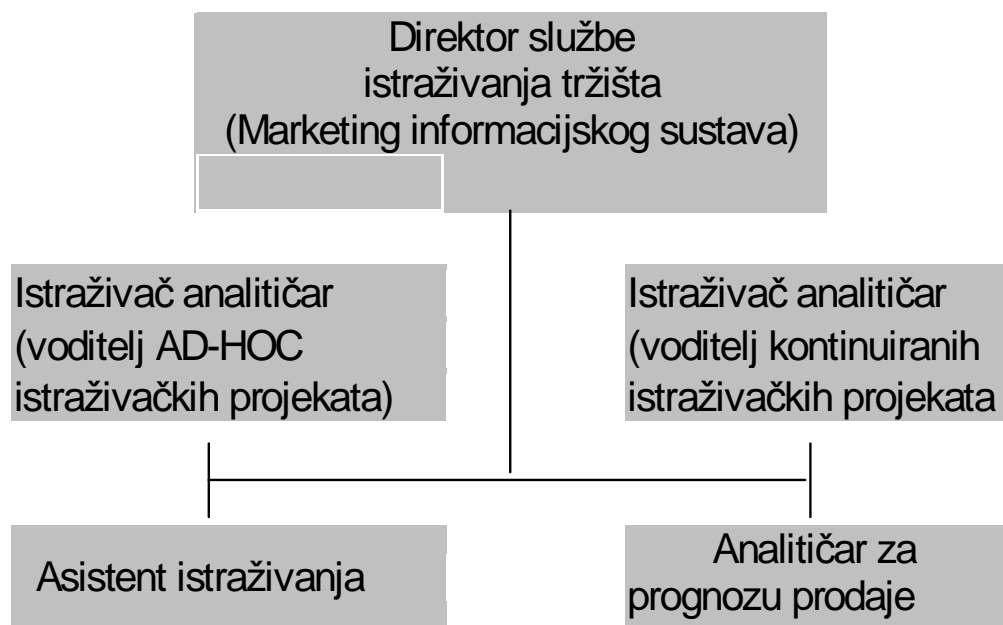 Direktor službe
istraživanja tržišta
(Marketing informacijskog sustava)
Istraživač analitičar
(voditelj AD-HOC
istraživačkih projekata)
Istraživač analitičar
(voditelj kontinuiranih
istraživačkih projekata
Asistent istraživanja
Analitičar za
prognozu prodaje